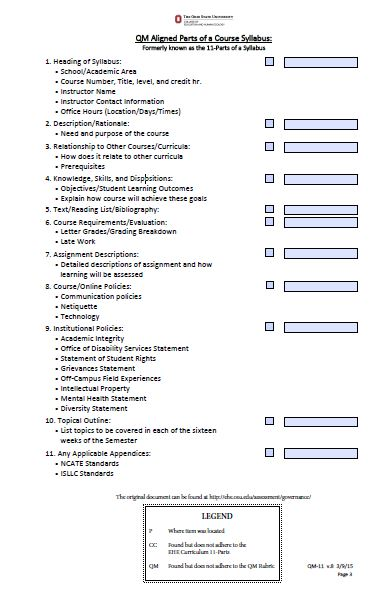 THE OHIO STATE UNIVERSITY
COLLEGE OF
EDUCATION AND HUMAN ECOLOGY
QM Aligned Parts of a Course Syllabus:
Formerly known as the 11-Parts of a Syllabus
1. Heading of Syllabus:
• School/Academic Area
• Course Number, Title, level, and credit hr.
• Instructor Name
• Instructor Contact Information
• Office Hours (Location/Days/Times)
2. Description/Rationale:
• Need and purpose of the course
3. Relationship to Other Courses/Curricula:
• How does it relate to other curricula
• Prerequisites
4. Knowledge, Skills, and Dispositions:
• Objectives/Student Learning Outcomes
• Explain how course will achieve these goals
5. Text/Reading List/Bibliography:
6. Course Requirements/Evaluation:
• Letter Grades/Grading Breakdown
• Late Work
7. Assignment Descriptions:
• Detailed descriptions of assignment and how
learning will be assessed
8. Course/Online Policies:
• Communication policies
• Netiquette
• Technology
9. Institutional Policies:
• Academic Integrity
• Office of Disability Services Statement
• Statement of Student Rights
• Grievances Statement
• Off-Campus Field Experiences
• Intellectual Property
• Mental Health Statement
• Diversity Statement
10. Topical Outline:
• List topics to be covered in each of the sixteen
weeks of the Semester
11. Any Applicable Appendices:
• NCATE Standards
• ISLLC Standards
The original document can be found at http://ehe.osu.edu/assessment/governance/
LEGEND
P Where item was located
CC Found but does not adhere to the
EHE Curriculum 11-Parts
QM Found but does not adhere to the QM Rubric
QM-11 v.8 2/9/15
Page 3